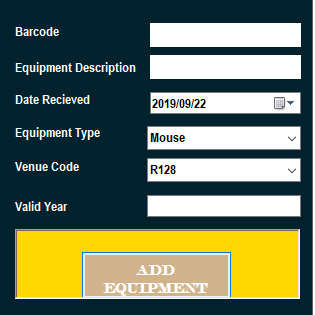 Barcode
Equipment Description
Date Recieved 2019/09/22
Equipment Type Mouse
Venue Code R128
Valid Year
ADD
EQUIPMENT